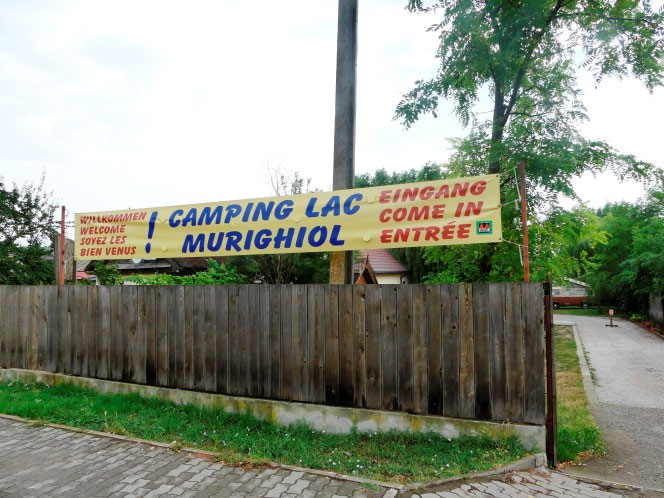 WILLKOMMEN
WELCOME
SOYEZ LES
BIEN VENUS
!
CAMPING LAC
MURIGHIOL
EINGANG
COME IN
ENTRÉE